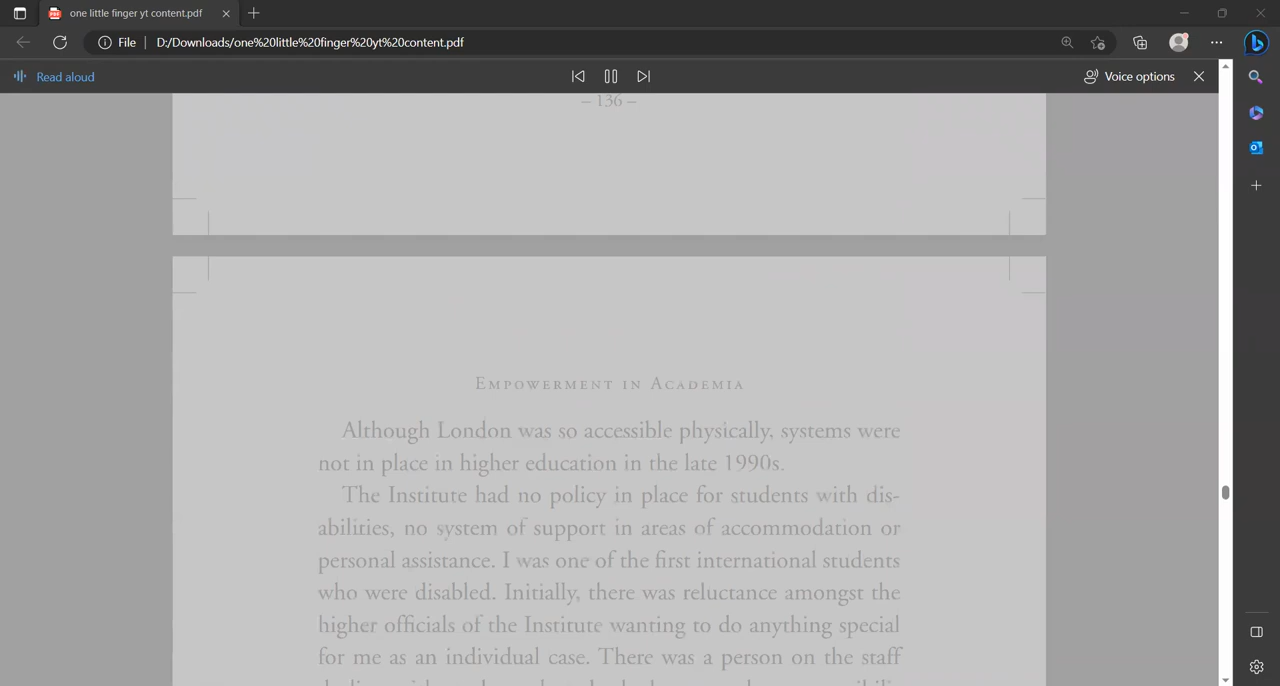 one little finger yt content.pdf
File
D:/Downloads/one%20little%20finger%20yt%20content.pdf
Read aloud
Voice options
– 136 –
Empowerment in Academia
Although London was so accessible physically, systems were
not in place in higher education in the late 1990s.
The Institute had no policy in place for students with dis-
abilities, no system of support in areas of accommodation or
personal assistance. I was one of the first international students
who were disabled. Initially, there was reluctance amongst the
higher officials of the Institute wanting to do anything special
for me as an individual case. There was a person on the staff